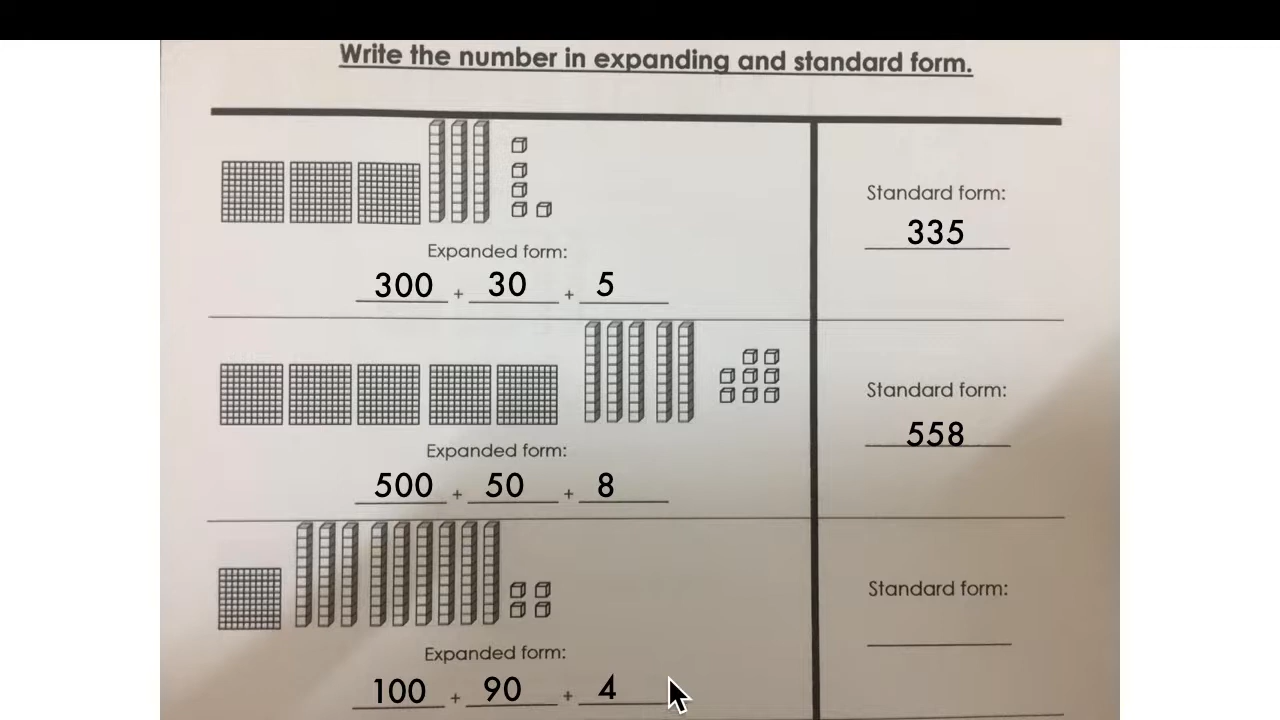 Write the number in expanding and standard form.
Standard form:
335
Expanded form:
300 + 30 + 5
Standard form:
558
Expanded form:
500 + 50 + 8
Standard form:
Expanded form:
100 + 90 + 4